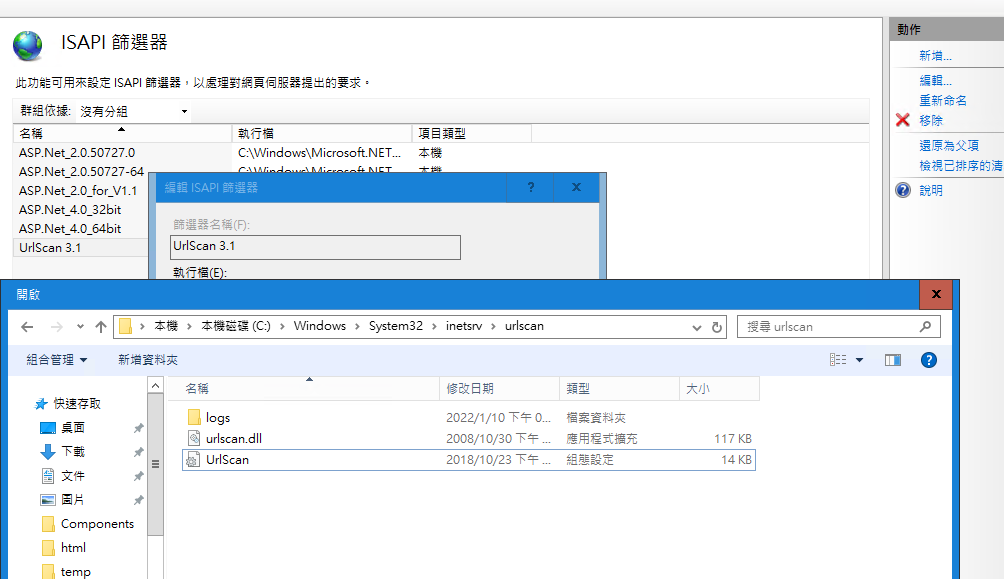 ISAPI 篩選器
此功能可用來設定 ISAPI 篩選器，以處理對網頁伺服器提出的要求。
群組依據: 沒有分組
名稱 執行檔 項目類型
ASP.Net_2.0.50727.0 C:\Windows\Microsoft.NET... 本機
ASP.Net_2.0.50727-64 C:\Windows\Microsoft.NET... 本機
ASP.Net_2.0_for_V1.1
ASP.Net_4.0_32bit
ASP.Net_4.0_64bit
UrlScan 3.1
動作
新增...
編輯...
重新命名
移除
還原為父項
檢視已排序的清
說明
編輯 ISAPI 篩選器 ? X
篩選器名稱(F):
UrlScan 3.1
執行檔(E):
開啟 x
本機 › 本機磁碟 (C:) › Windows › System32 › inetsrv › urlscan
搜尋 urlscan
組合管理 新增資料夾
名稱 修改日期 類型 大小
logs 2022/1/10 下午 0... 檔案資料夾
urlscan.dll 2008/10/30 下午 ... 應用程式擴充 117 KB
UrlScan 2018/10/23 下午 ... 組態設定 14 KB
快速存取
桌面
下載
文件
圖片
Components
html
temp